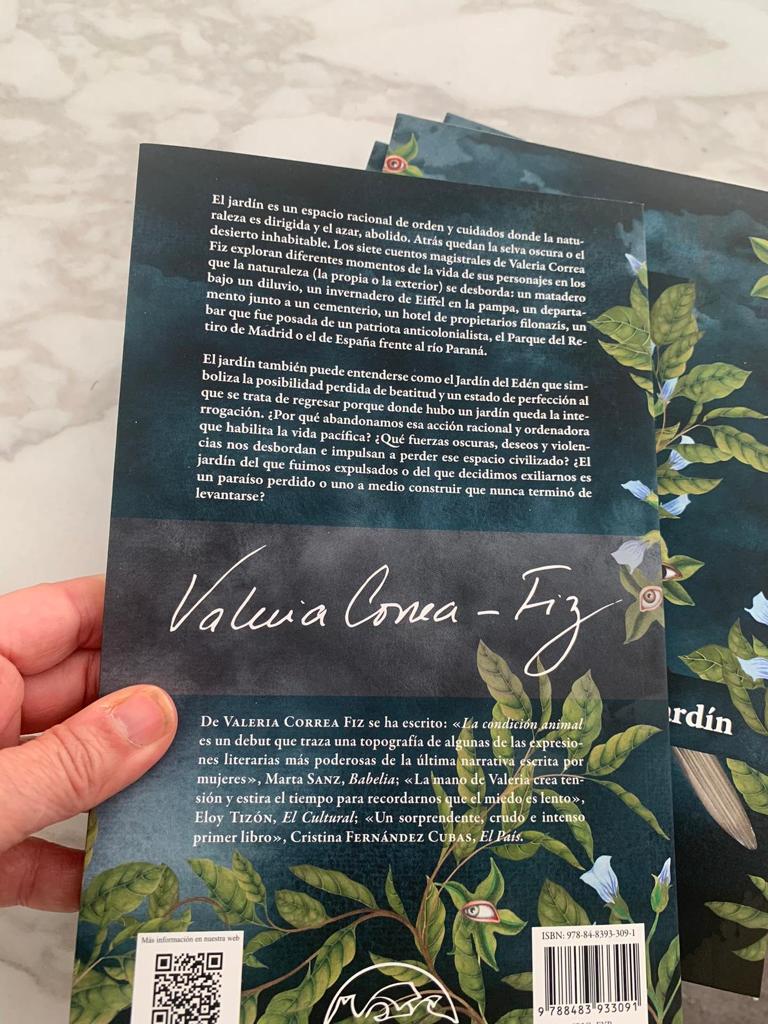 El jardín es un espacio racional de orden y cuidados donde la natu-
raleza es dirigida y el azar, abolido. Atrás quedan la selva oscura o el
desierto inhabitable. Los siete cuentos magistrales de Valeria Correa
Fiz exploran diferentes momentos de la vida de sus personajes en los
que la naturaleza (la propia o la exterior) se desborda: un matadero
bajo un diluvio, un invernadero de Eiffel en la pampa, un departa-
mento junto a un cementerio, un hotel de propietarios filonazis, un
bar que fue posada de un patriota anticolonialista, el Parque del Re-
tiro de Madrid o el de España frente al río Paraná.
El jardín también puede entenderse como el Jardín del Edén que sim-
boliza la posibilidad perdida de beatitud y un estado de perfección al
que se trata de regresar porque donde hubo un jardín queda la inte-
rrogación. ¿Por qué abandonamos esa acción racional y ordenadora
que habilita la vida pacífica? ¿Qué fuerzas oscuras, deseos y violen-
cias nos desbordan e impulsan a perder ese espacio civilizado? ¿El
jardín del que fuimos expulsados o del que decidimos exiliarnos es
un paraíso perdido o uno a medio construir que nunca terminó de
levantarse?
Valeria Correa – Fiz
De VALERIA CORREA FIZ se ha escrito: «La condición animal
es un debut que traza una topografía de algunas de las expresio-
nes literarias más poderosas de la última narrativa escrita por
mujeres», Marta SANZ, Babelia; «La mano de Valeria crea ten-
sión y estira el tiempo para recordarnos que el miedo es lento»,
Eloy TIZÓN, El Cultural; «Un sorprendente, crudo e intenso
primer libro», Cristina FERNÁNDEZ CUBAS, El País.
Más información en nuestra web
ISBN: 978-84-8393-309-1
9 788483 933091
rdín